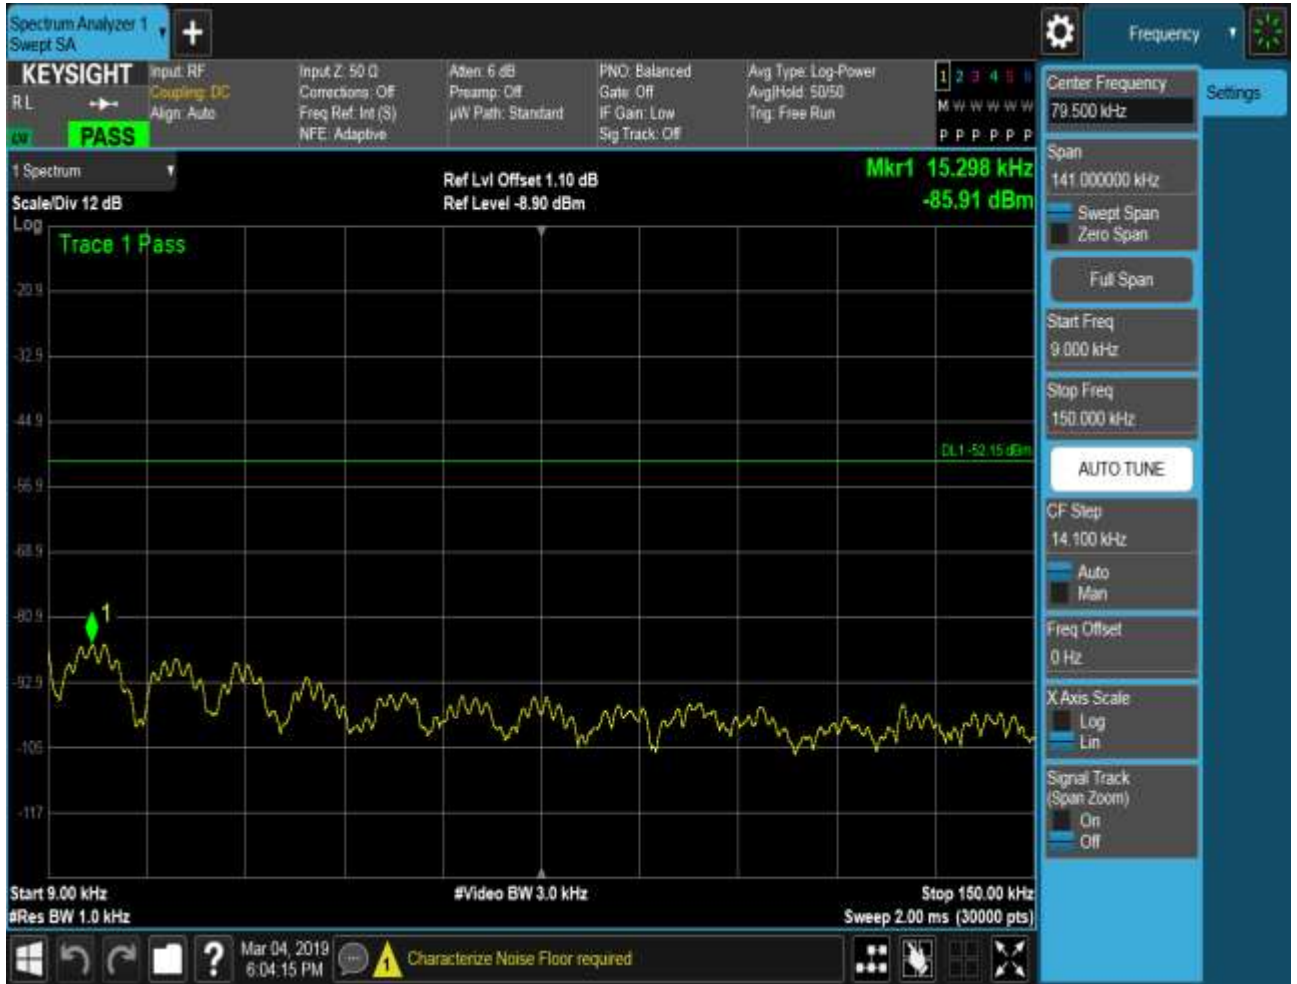 Spectrum Analyzer 1
Swept SA
+
Frequency
KEYSIGHT
R L
PASS
Input: RF
Coupling: DC
Align: Auto
Input Z: 50 Ω
Corrections: Off
Freq Ref: Int (S)
NFE: Adaptive
Atten: 6 dB
Preamp: Off
µW Path: Standard
PNO: Balanced
Gate: Off
IF Gain: Low
Sig Track: Off
Avg Type: Log-Power
Avg|Hold: 50/50
Trig: Free Run
1 2 3 4 5 6
M W W W W W
P P P P P P
Center Frequency
79.500 kHz
Settings
1 Spectrum
Scale/Div 12 dB
Log
Ref Lvl Offset 1.10 dB
Ref Level -8.90 dBm
Mkr1 15.298 kHz
-85.91 dBm
Trace 1 Pass
-20.9
-32.9
-44.9
-56.9
-68.9
-80.9
-92.9
-105
-117
DL1 -52.15 dBm
1
Span
141.000000 kHz
Swept Span
Zero Span
Full Span
Start Freq
9.000 kHz
Stop Freq
150.000 kHz
AUTO TUNE
CF Step
14.100 kHz
Auto
Man
Freq Offset
0 Hz
X Axis Scale
Log
Lin
Signal Track
(Span Zoom)
On
Off
Start 9.00 kHz
#Res BW 1.0 kHz
#Video BW 3.0 kHz
Stop 150.00 kHz
Sweep 2.00 ms (30000 pts)
?
Mar 04, 2019
6:04:15 PM
1
Characterize Noise Floor required